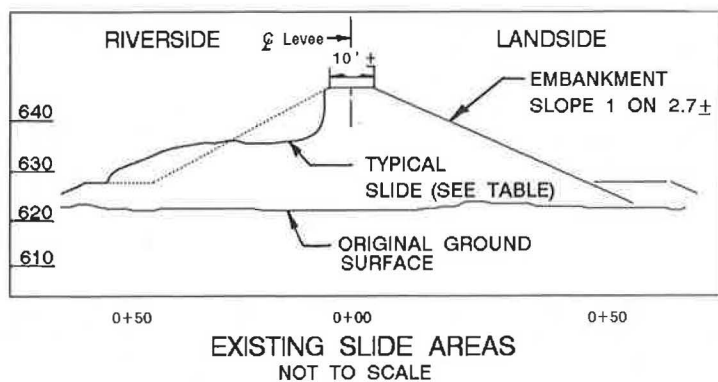 RIVERSIDE
℄ Levee
LANDSIDE
10' ±
EMBANKMENT
SLOPE 1 ON 2.7±
640
630
620
610
TYPICAL
SLIDE (SEE TABLE)
ORIGINAL GROUND
SURFACE
0+50
0+00
0+50
EXISTING SLIDE AREAS
NOT TO SCALE